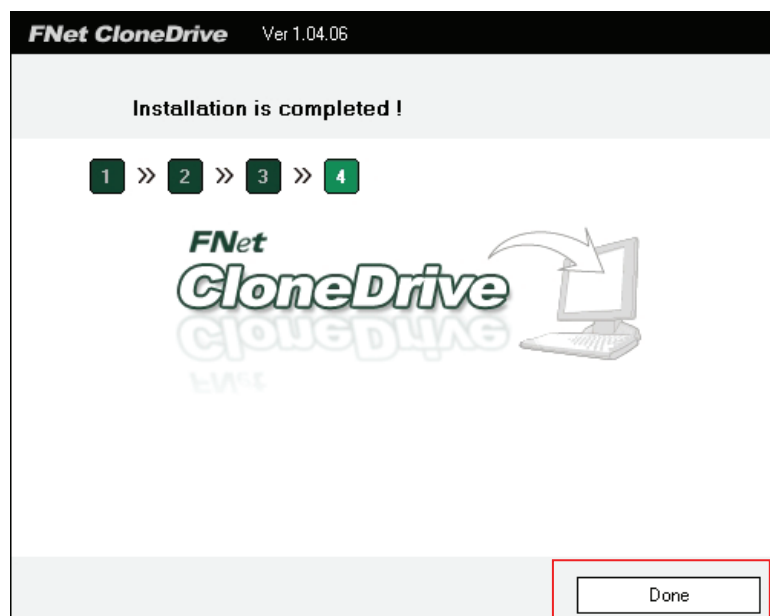 FNet CloneDrive Ver 1.04.06
Installation is completed !
1 » 2 » 3 » 4
FNet
CloneDrive
Done